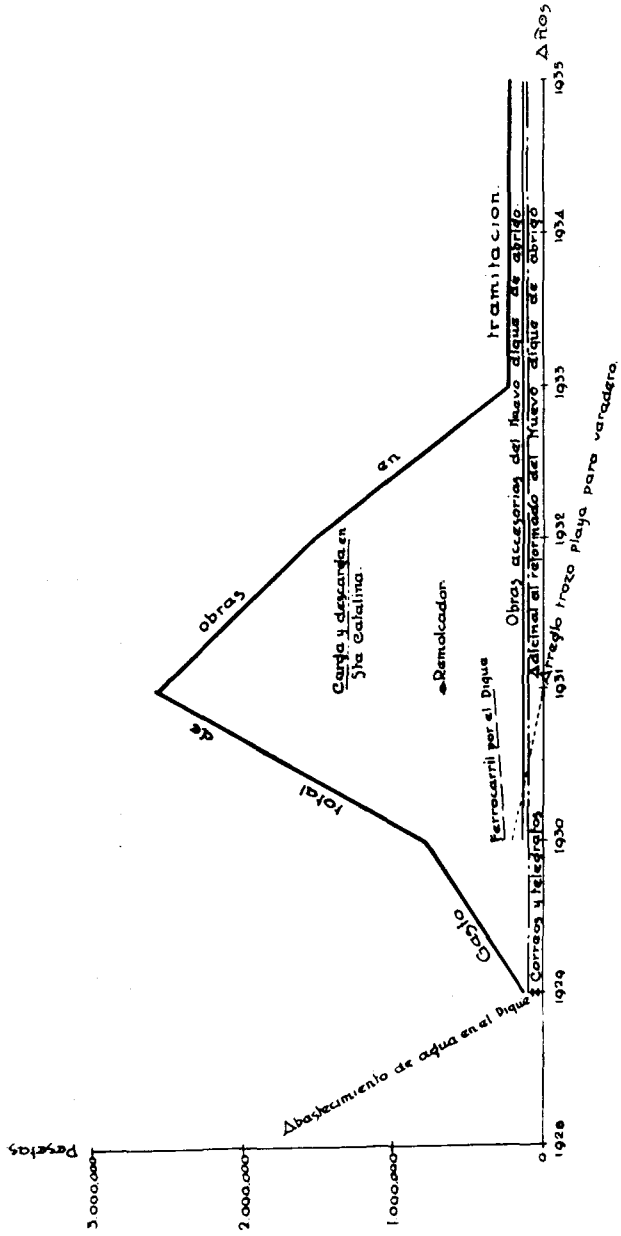 Pesetas
3.000.000
2.000.000
1.000.000
0
1928
1929
1930
1931
1932
1933
1934
1935
Años
Gasto total de obras en tramitacion.
Carga y descarga en
Sta Catalina.
Remolcador
Ferrocarril por el Dique
Obras accesorias del Nuevo dique de abrigo.
Adicinal al reformado del Nuevo dique de abrigo
Arreglo trozo playa para varadero.
Correos y telegrafos
Abastecimiento de agua en el Dique